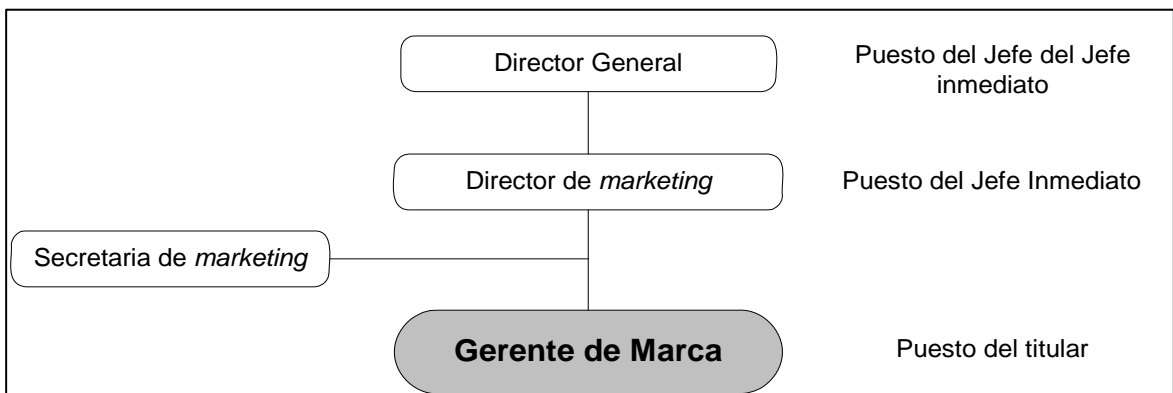 Director General
Puesto del Jefe del Jefe
inmediato
Director de marketing
Puesto del Jefe Inmediato
Secretaria de marketing
Gerente de Marca
Puesto del titular